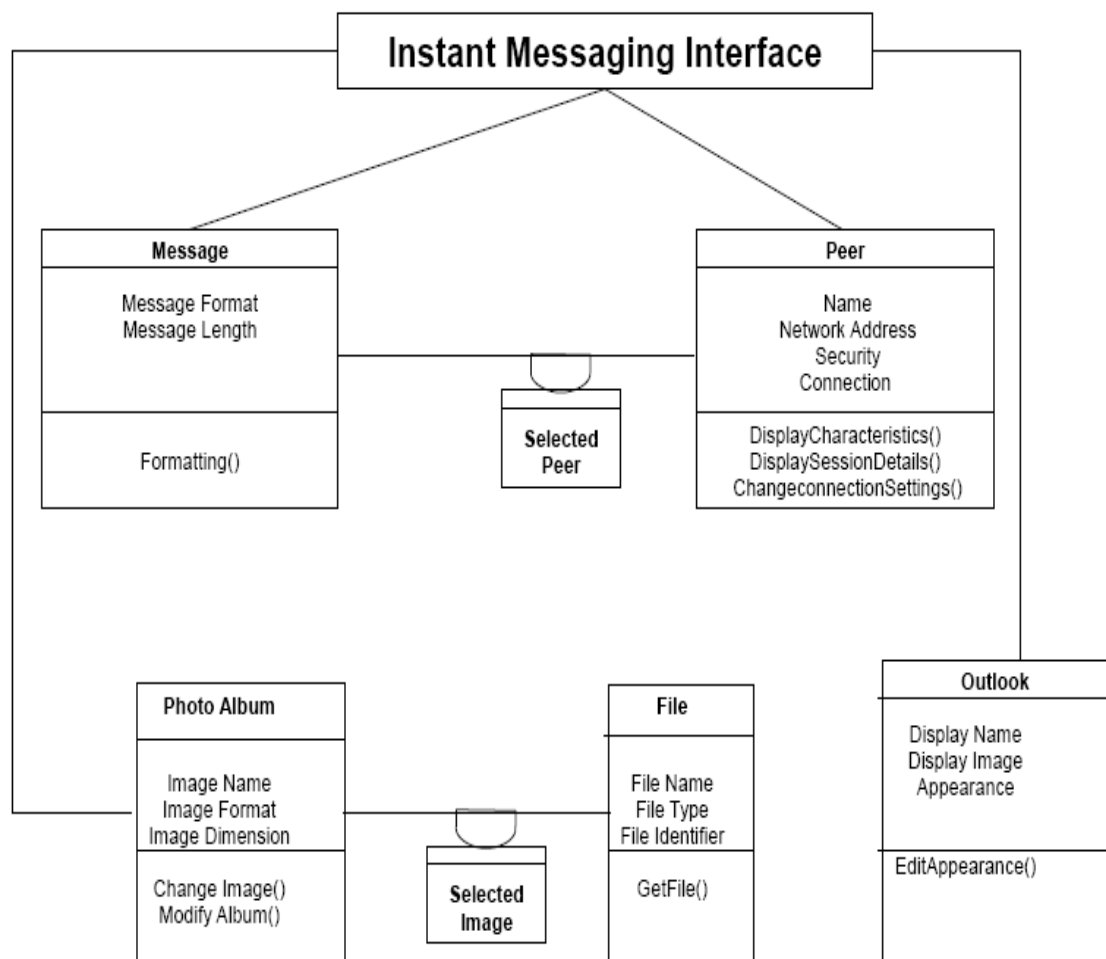 Instant Messaging Interface
Message
Message Format
Message Length
Formatting()
Peer
Name
Network Address
Security
Connection
DisplayCharacteristics()
DisplaySessionDetails()
ChangeconnectionSettings()
Selected
Peer
Photo Album
Image Name
Image Format
Image Dimension
Change Image()
Modify Album()
Selected
Image
File
File Name
File Type
File Identifier
GetFile()
Outlook
Display Name
Display Image
Appearance
EditAppearance()